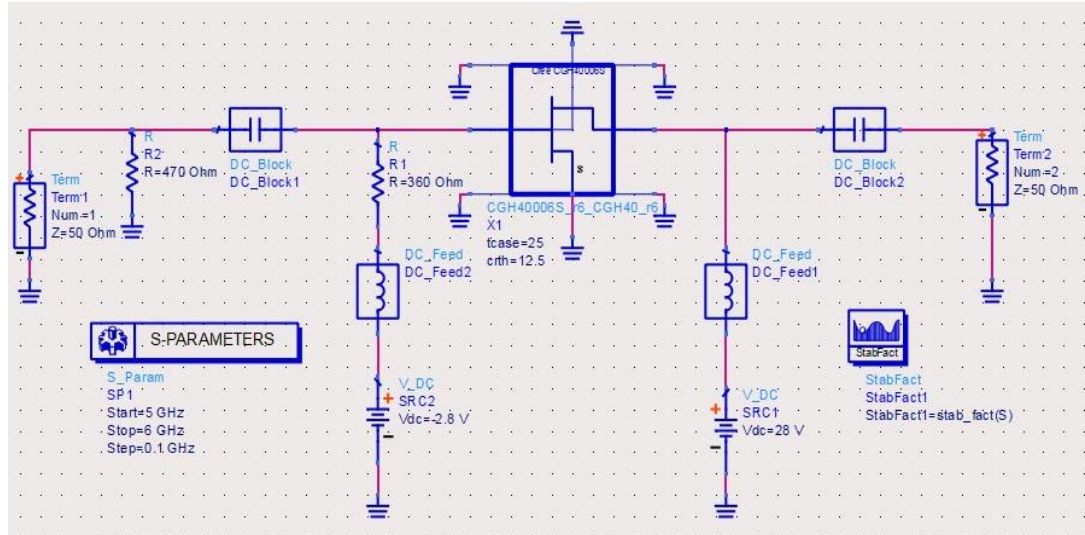 Cree CGH40006S
R
R2
R=470 Ohm
DC_Block
DC_Block1
R
R1
R=360 Ohm
DC_Block
DC_Block2
Term
Term1
Num=1
Z=50 Ohm
Term
Term2
Num=2
Z=50 Ohm
S
CGH40006S_r6_CGH40_r6
X1
tcase=25
crth=12.5
DC_Feed
DC_Feed2
DC_Feed
DC_Feed1
S-PARAMETERS
S_Param
SP1
Start=5 GHz
Stop=6 GHz
Step=0.1 GHz
V_DC
SRC2
Vdc=-2.8 V
V_DC
SRC1
Vdc=28 V
StabFact
StabFact
StabFact1
StabFact1=stab_fact(S)